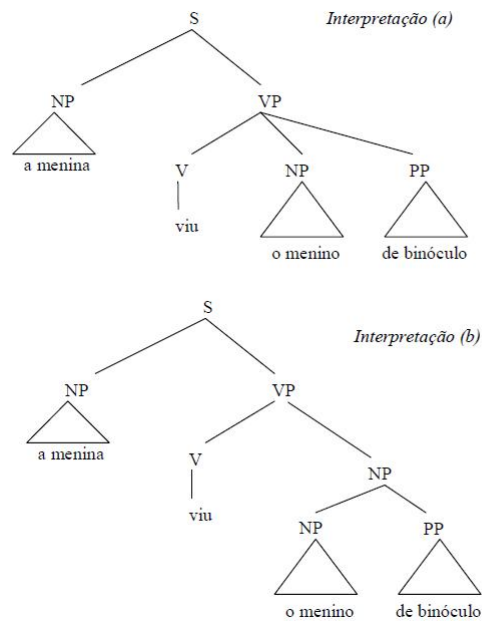 S Interpretação (a)
NP VP
a menina
V NP PP
viu
o menino de binóculo
S
Interpretação (b)
NP VP
a menina
V NP
viu
NP PP
o menino de binóculo